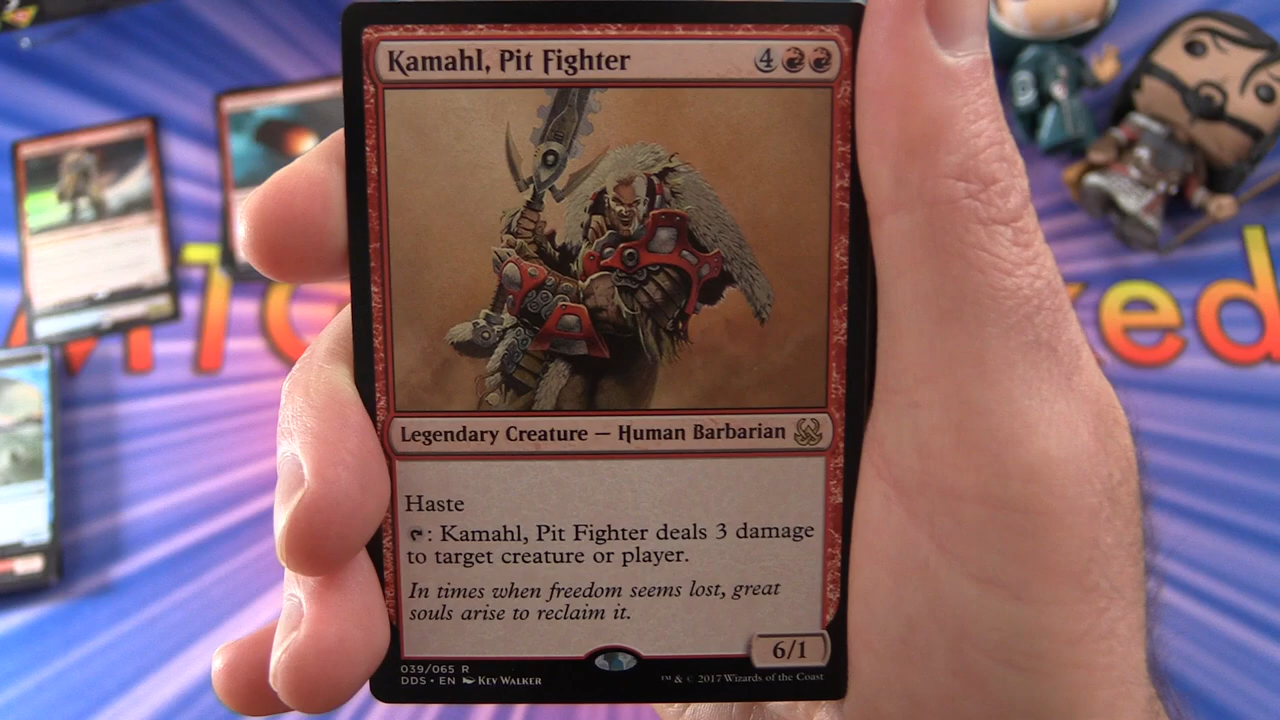 Kamahl, Pit Fighter 4
Legendary Creature — Human Barbarian
Haste
: Kamahl, Pit Fighter deals 3 damage
to target creature or player.
In times when freedom seems lost, great
souls arise to reclaim it.
6/1
039/065 R
DDS • EN Kev Walker
™ & © 2017 Wizards of the Coast
ed